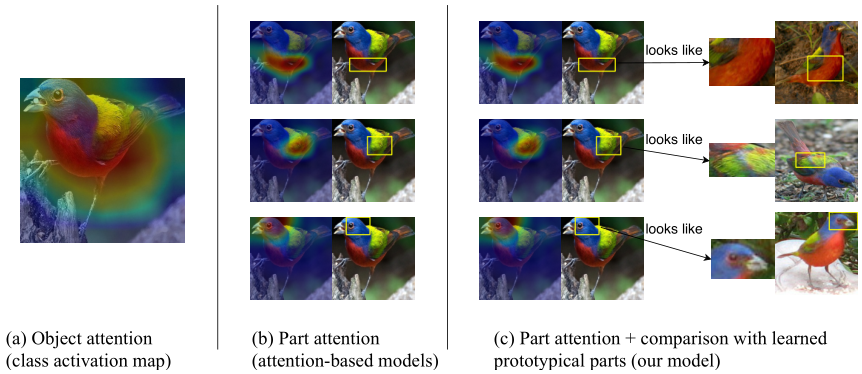 looks like
looks like
looks like
(a) Object attention
(class activation map)
(b) Part attention
(attention-based models)
(c) Part attention + comparison with learned
prototypical parts (our model)